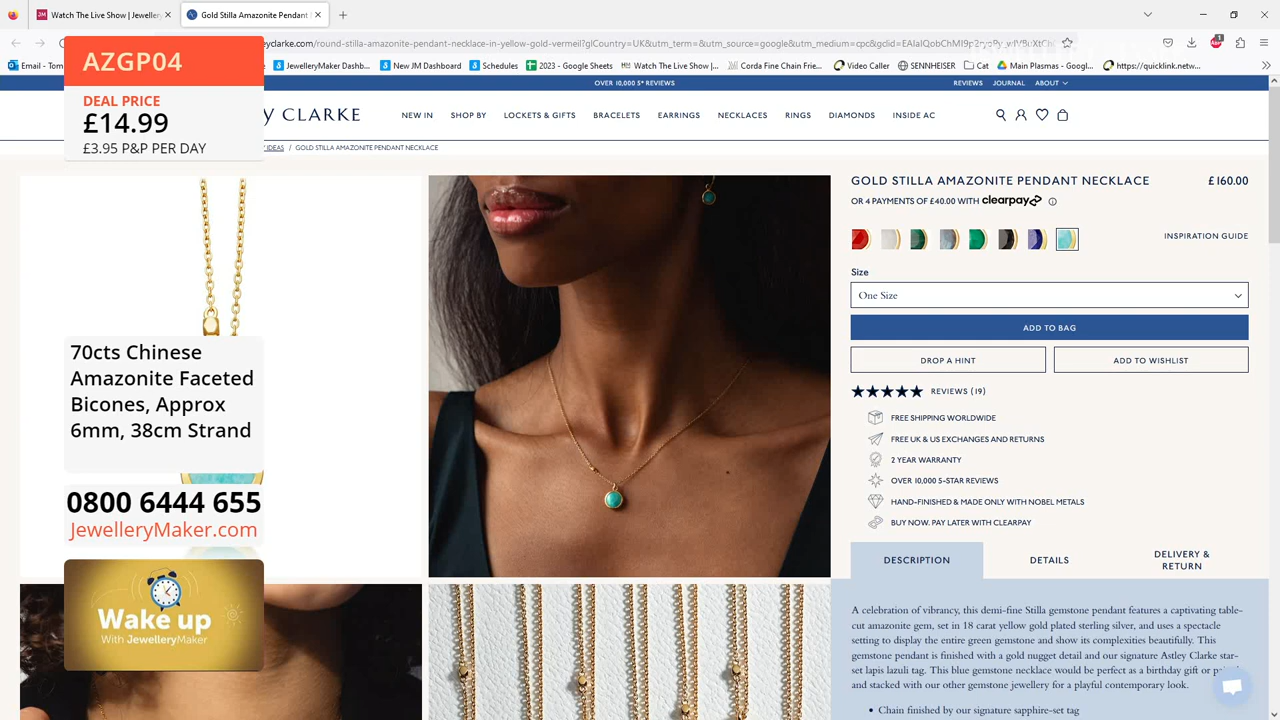 Watch The Live Show | Jewellery
Gold Stilla Amazonite Pendant
AZGP04
DEAL PRICE
£14.99
£3.95 P&P PER DAY
JewelleryMaker Dashb...
New JM Dashboard
Schedules
2023 - Google Sheets
Watch The Live Show |...
Corda Fine Chain Frie...
Video Caller
SENNHEISER
Cat
Main Plasmas - Googl...
https://quicklink.netw...
Email - Tom
OVER 10,000 5* REVIEWS
REVIEWS
JOURNAL
ABOUT
CLARKE
NEW IN
SHOP BY
LOCKETS & GIFTS
BRACELETS
EARRINGS
NECKLACES
RINGS
DIAMONDS
INSIDE AC
IDEAS / GOLD STILLA AMAZONITE PENDANT NECKLACE
70cts Chinese
Amazonite Faceted
Bicones, Approx
6mm, 38cm Strand
0800 6444 655
JewelleryMaker.com
Wake up
With JewelleryMaker
GOLD STILLA AMAZONITE PENDANT NECKLACE
£160.00
OR 4 PAYMENTS OF £40.00 WITH clearpay
INSPIRATION GUIDE
Size
One Size
ADD TO BAG
DROP A HINT
ADD TO WISHLIST
REVIEWS (19)
FREE SHIPPING WORLDWIDE
FREE UK & US EXCHANGES AND RETURNS
2 YEAR WARRANTY
OVER 10,000 5-STAR REVIEWS
HAND-FINISHED & MADE ONLY WITH NOBEL METALS
BUY NOW. PAY LATER WITH CLEARPAY
DESCRIPTION
DETAILS
DELIVERY &
RETURN
A celebration of vibrancy, this demi-fine Stilla gemstone pendant features a captivating table-
cut amazonite gem, set in 18 carat yellow gold plated sterling silver, and uses a spectacle
setting to display the entire green gemstone and show its complexities beautifully. This
gemstone pendant is finished with a gold nugget detail and our signature Astley Clarke star-
set lapis lazuli tag. This blue gemstone necklace would be perfect as a birthday gift or
and stacked with our other gemstone jewellery for a playful contemporary look.
• Chain finished by our signature sapphire-set tag